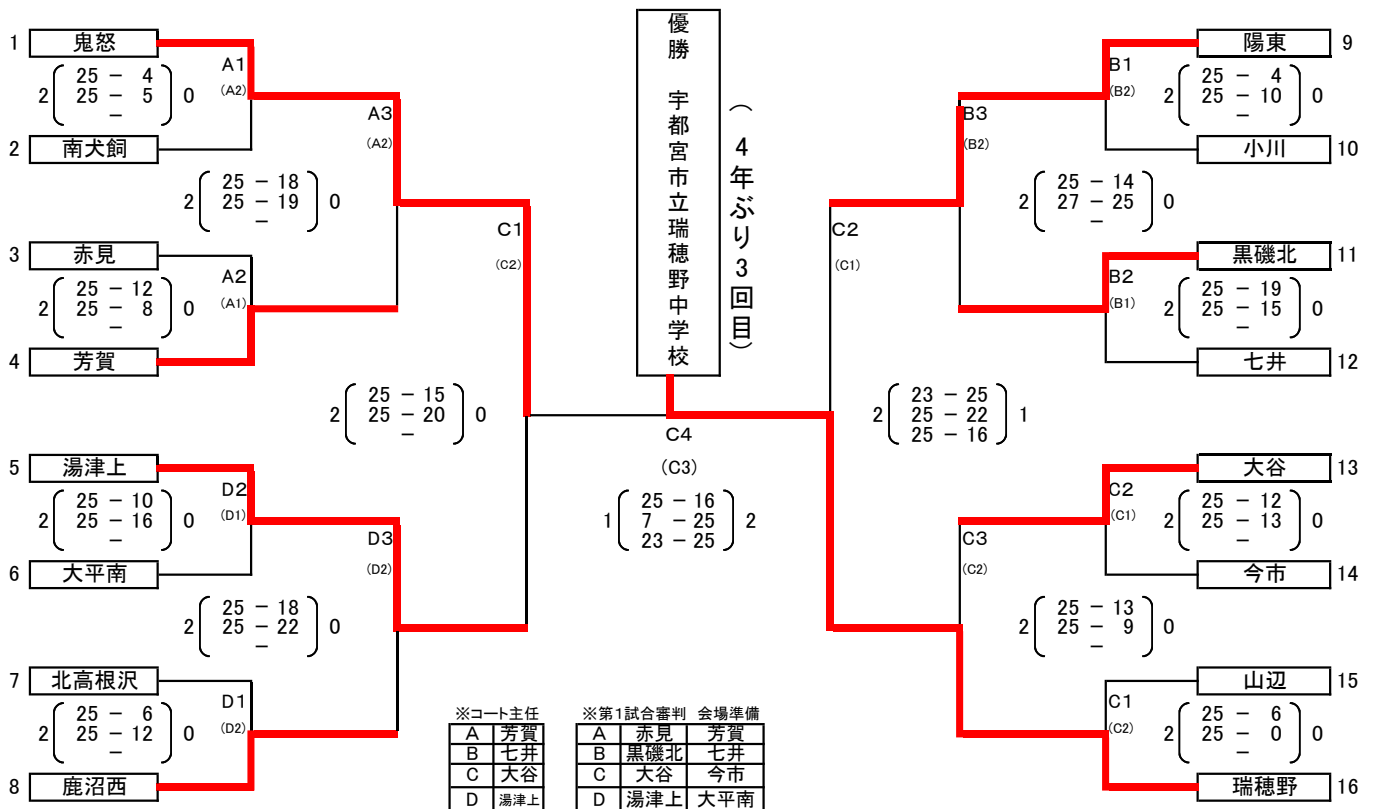 優勝 宇都宮市立瑞穂野中学校
(4年ぶり3回目)
1 鬼怒
A1
(A2)
2 25 - 4 0
25 - 5
-
2 南犬飼
A3
(A2)
2 25 - 18 0
25 - 19
-
3 赤見
A2
(A1)
2 25 - 12 0
25 - 8
-
4 芳賀
C1
(C2)
2 25 - 15 0
25 - 20
-
5 湯津上
D2
(D1)
2 25 - 10 0
25 - 16
-
6 大平南
D3
(D2)
2 25 - 18 0
25 - 22
-
7 北高根沢
D1
(D2)
2 25 - 6 0
25 - 12
-
8 鹿沼西
C4
(C3)
1 25 - 16 2
7 - 25
23 - 25
陽東 9
B1
(B2)
2 25 - 4 0
25 - 10
-
小川 10
B3
(B2)
2 25 - 14 0
27 - 25
-
黒磯北 11
B2
(B1)
2 25 - 19 0
25 - 15
-
七井 12
C2
(C1)
2 23 - 25 1
25 - 22
25 - 16
大谷 13
C2
(C1)
2 25 - 12 0
25 - 13
-
今市 14
C3
(C2)
2 25 - 13 0
25 - 9
-
山辺 15
C1
(C2)
2 25 - 6 0
25 - 0
-
瑞穂野 16
※コート主任
A 芳賀
B 七井
C 大谷
D 湯津上
※第1試合審判 会場準備
A 赤見 芳賀
B 黒磯北 七井
C 大谷 今市
D 湯津上 大平南